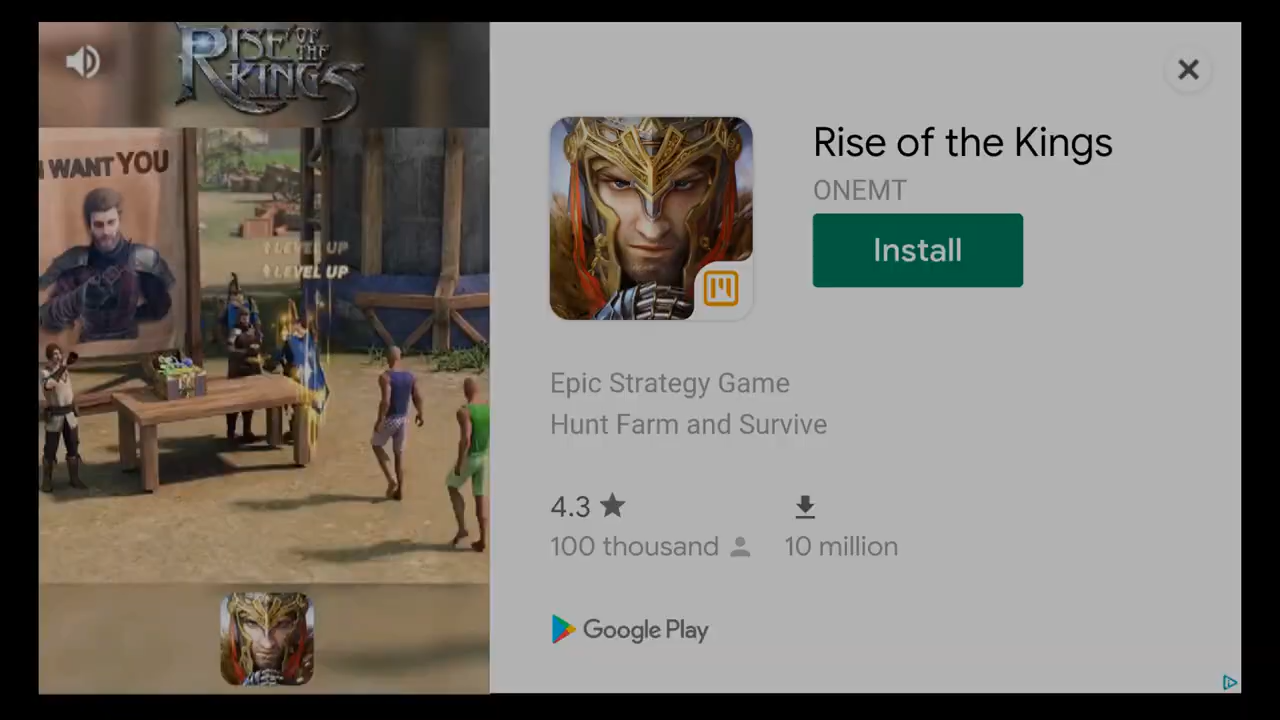 RISE OF THE KINGS
I WANT YOU
LEVEL UP
LEVEL UP
Rise of the Kings
ONEMT
Install
Epic Strategy Game
Hunt Farm and Survive
4.3
100 thousand
10 million
Google Play